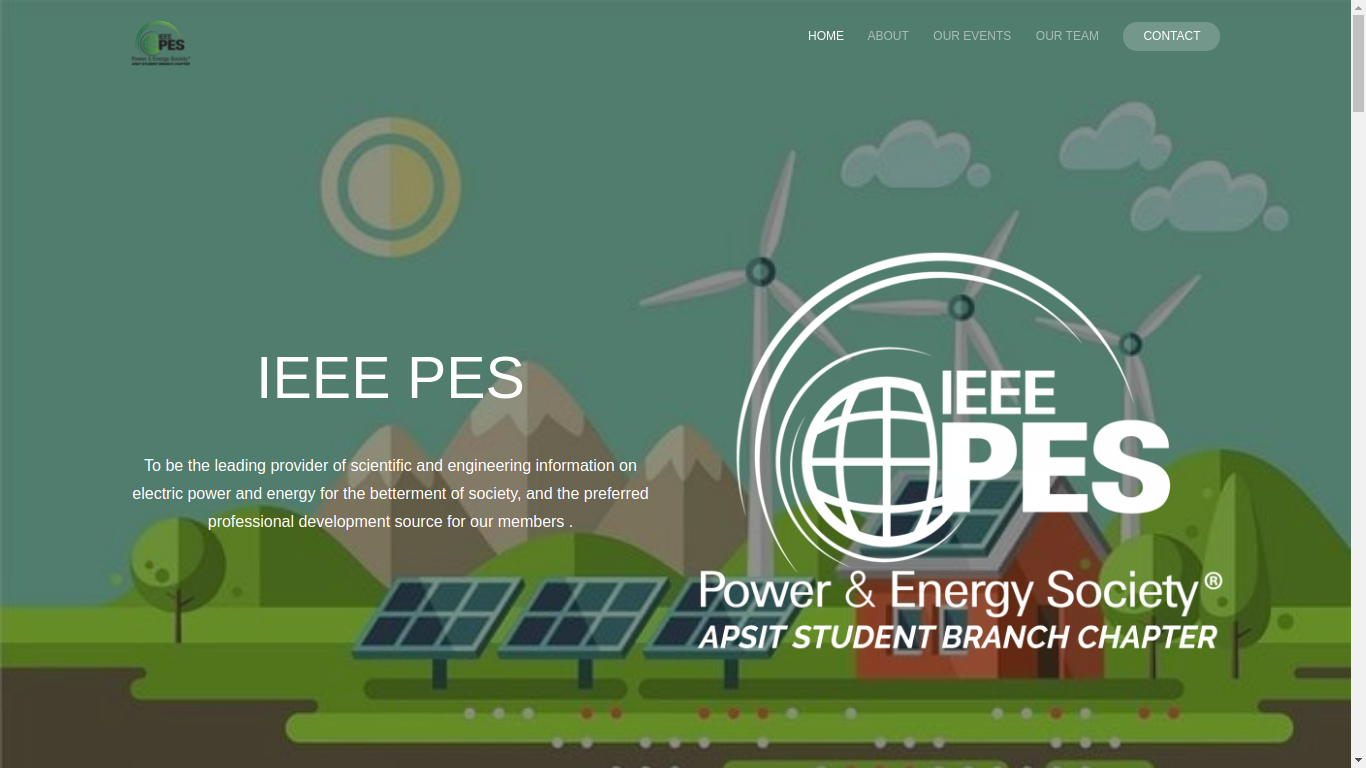 IEEE
PES
Power & Energy Society®
APSIT STUDENT BRANCH CHAPTER
HOME
ABOUT
OUR EVENTS
OUR TEAM
CONTACT
IEEE PES
To be the leading provider of scientific and engineering information on
electric power and energy for the betterment of society, and the preferred
professional development source for our members .
IEEE
PES
Power & Energy Society®
APSIT STUDENT BRANCH CHAPTER